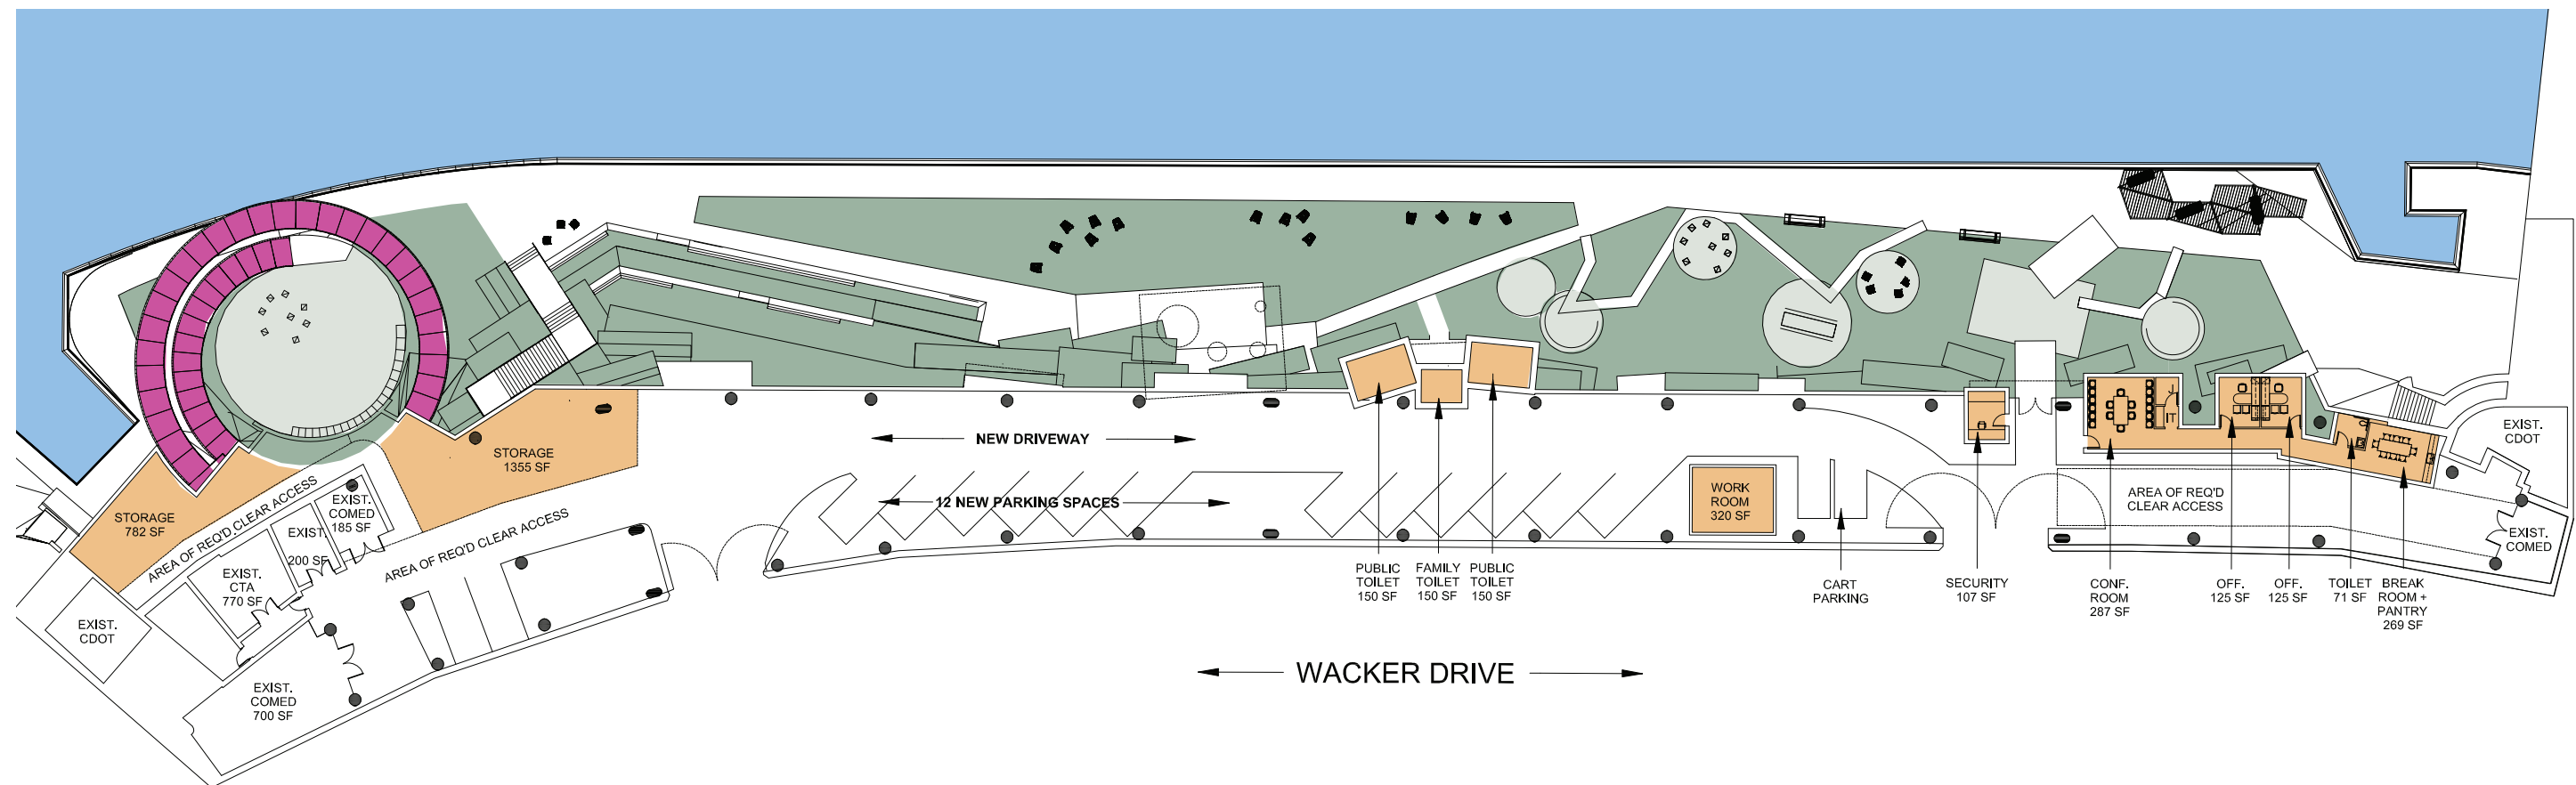 NEW DRIVEWAY
12 NEW PARKING SPACES
STORAGE
1355 SF
STORAGE
782 SF
AREA OF REQ'D CLEAR ACCESS
EXIST.
COMED
185 SF
EXIST.
200 SF
EXIST.
CTA
770 SF
AREA OF REQ'D CLEAR ACCESS
EXIST.
CDOT
EXIST.
COMED
700 SF
WORK
ROOM
320 SF
PUBLIC
TOILET
150 SF
FAMILY
TOILET
150 SF
PUBLIC
TOILET
150 SF
CART
PARKING
SECURITY
107 SF
AREA OF REQ'D
CLEAR ACCESS
CONF.
ROOM
287 SF
OFF.
125 SF
OFF.
125 SF
TOILET
71 SF
BREAK
ROOM +
PANTRY
269 SF
EXIST.
CDOT
EXIST.
COMED
WACKER DRIVE